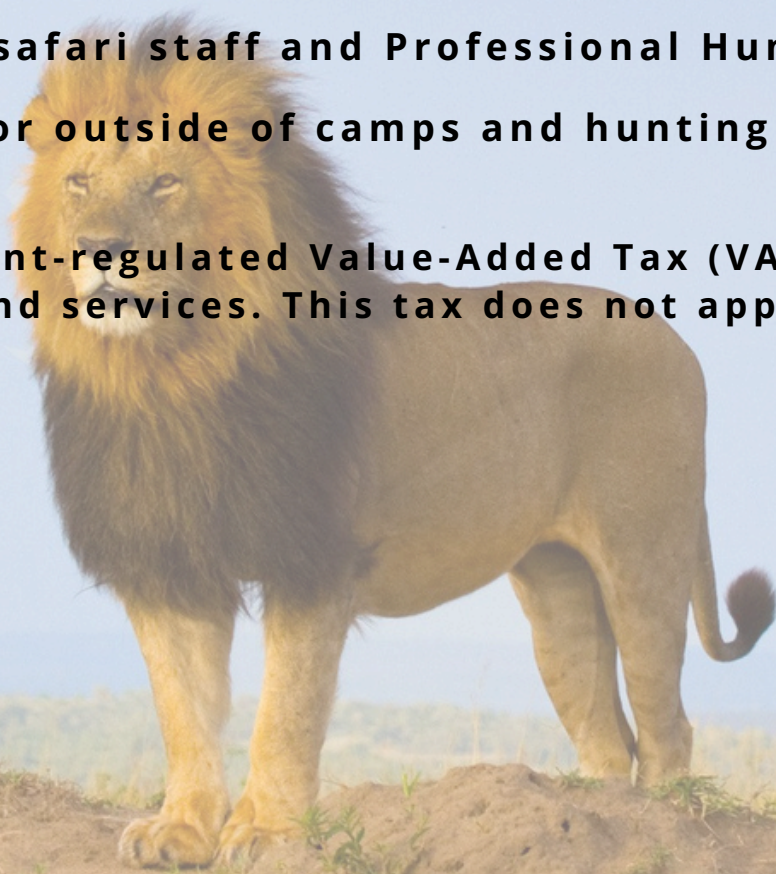 safari staff and Professional Hun
or outside of camps and hunting
nt-regulated Value-Added Tax (VA
nd services. This tax does not app